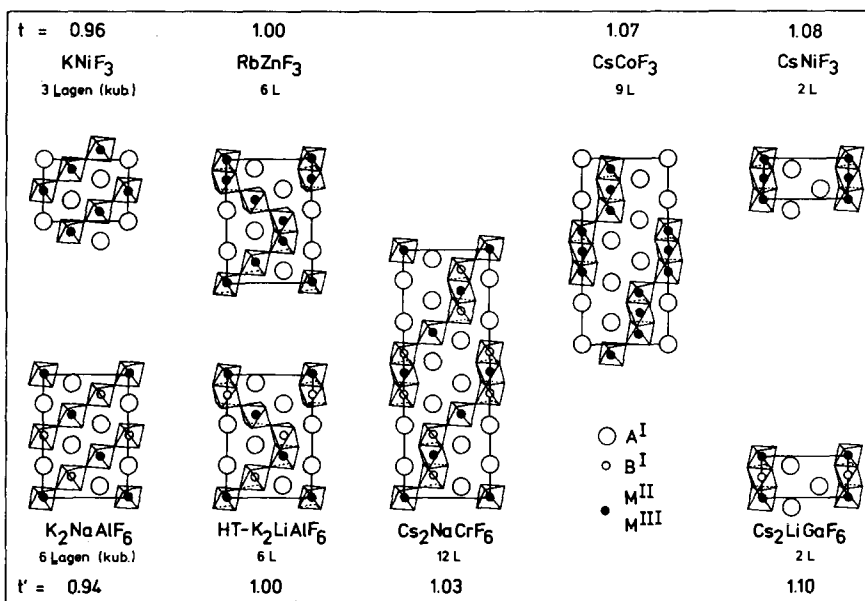 t = 0.96 1.00 1.07 1.08
KNiF₃ RbZnF₃ CsCoF₃ CsNiF₃
3 Lagen (kub.) 6 L 9 L 2 L
A^I
B^I
M^II
M^III
K₂NaAlF₆ HT-K₂LiAlF₆ Cs₂NaCrF₆ Cs₂LiGaF₆
6 Lagen (kub.) 6 L 12 L 2 L
t' = 0.94 1.00 1.03 1.10